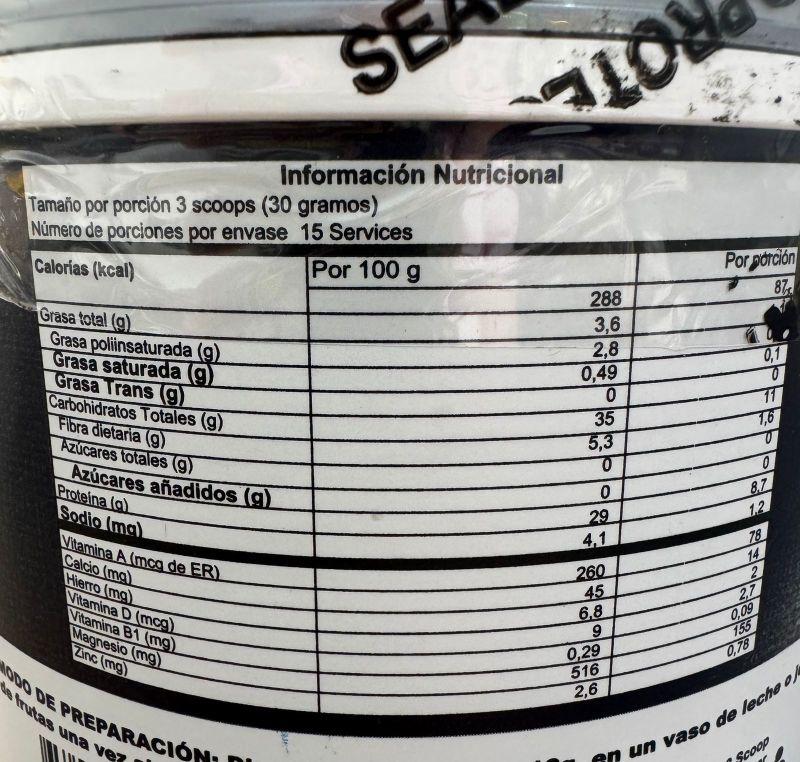 SEA
PROTE
Información Nutricional
Tamaño por porción 3 scoops (30 gramos)
Número de porciones por envase 15 Services
Calorías (kcal) Por 100 g Por porción
288 87
Grasa total (g) 3,6
Grasa poliinsaturada (g) 2,8
Grasa saturada (g) 0,49 0,1
Grasa Trans (g) 0 0
Carbohidratos Totales (g) 35 11
Fibra dietaria (g) 5,3 1,6
Azúcares totales (g) 0 0
Azúcares añadidos (g) 0 0
Proteína (g) 29 8,7
Sodio (mg) 4,1 1,2
Vitamina A (mcg de ER) 260 78
Calcio (mg) 45 14
Hierro (mg) 6,8 2
Vitamina D (mcg) 9 2,7
Vitamina B1 (mg) 0,29 0,09
Magnesio (mg) 516 155
Zinc (mg) 2,6 0,78
MODO DE PREPARACIÓN: en un vaso de leche o
de frutas una vez
Scoop